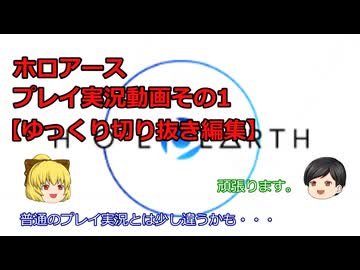 ホロアース
プレイ実況動画その1
【ゆっくり切り抜き編集】
HOLOEARTH
頑張ります。
普通のプレイ実況とは少し違うかも・・・